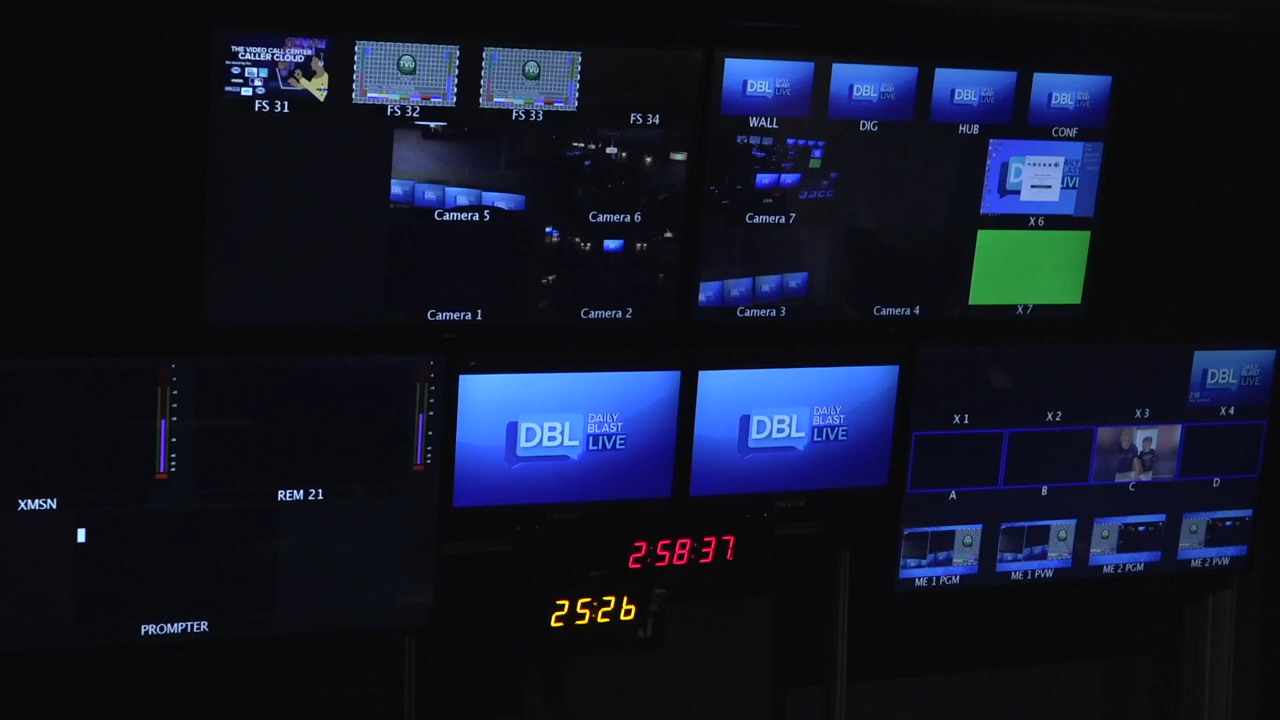 THE VIDEO CALL CENTER
CALLER CLOUD
FS 31
TVU
FS 32
TVU
FS 33
FS 34
DBL DAILY BLAST LIVE
WALL
DBL DAILY BLAST LIVE
DIG
DBL DAILY BLAST LIVE
HUB
DBL DAILY BLAST LIVE
CONF
Camera 5
Camera 6
Camera 7
X 6
Camera 1
Camera 2
Camera 3
Camera 4
X 7
XMSN
REM 21
PROMPTER
DBL
DAILY
BLAST
LIVE
DBL
DAILY
BLAST
LIVE
2:58:37
25:26
DBL
DAILY
BLAST
LIVE
X 1
X 2
X 3
X 4
A
B
C
D
ME 1 PGM
ME 1 PVW
ME 2 PGM
ME 2 PVW